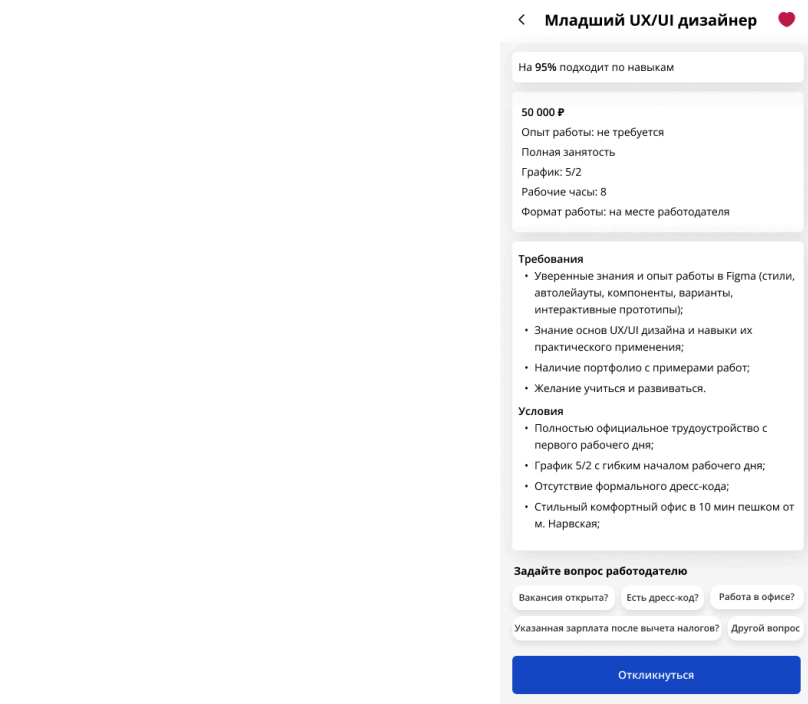 Младший UX/UI дизайнер
На 95% подходит по навыкам
50 000 ₽
Опыт работы: не требуется
Полная занятость
График: 5/2
Рабочие часы: 8
Формат работы: на месте работодателя
Требования
• Уверенные знания и опыт работы в Figma (стили,
автолейауты, компоненты, варианты,
интерактивные прототипы);
• Знание основ UX/UI дизайна и навыки их
практического применения;
• Наличие портфолио с примерами работ;
• Желание учиться и развиваться.
Условия
• Полностью официальное трудоустройство с
первого рабочего дня;
• График 5/2 с гибким началом рабочего дня;
• Отсутствие формального дресс-кода;
• Стильный комфортный офис в 10 мин пешком от
м. Нарвская;
Задайте вопрос работодателю
Вакансия открыта? Есть дресс-код? Работа в офисе?
Указанная зарплата после вычета налогов? Другой вопрос
Откликнуться